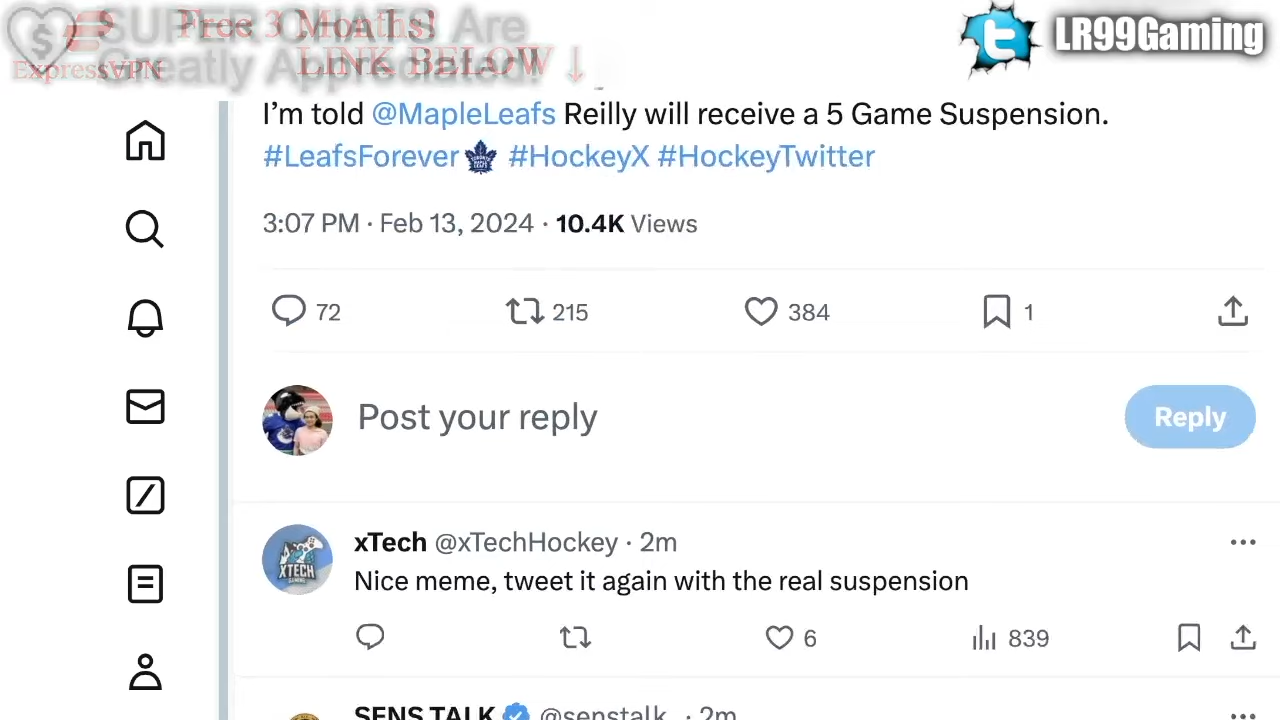 SUPER CHATS! Are
Greatly Appreciated!
Free 3 Months!
LINK BELOW ↓
ExpressVPN
LR99Gaming
I’m told @MapleLeafs Reilly will receive a 5 Game Suspension.
#LeafsForever #HockeyX #HockeyTwitter
3:07 PM · Feb 13, 2024 · 10.4K Views
72 215 384 1
Post your reply
Reply
xTech @xTechHockey · 2m
XTECH
Nice meme, tweet it again with the real suspension
6 839
SENS TALK @senstalk_ · 2m